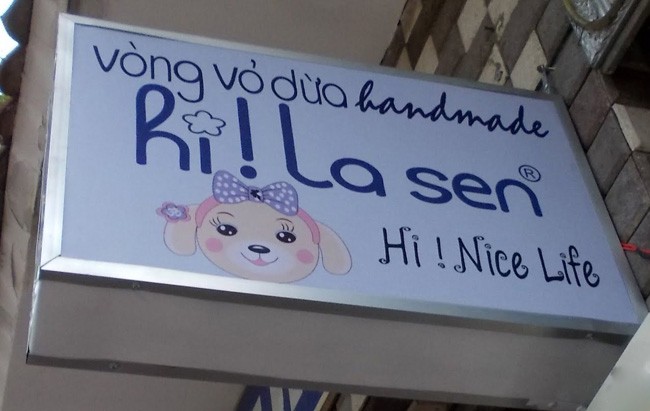 vòng vỏ dừa handmade
hi! La sen®
Hi ! Nice Life